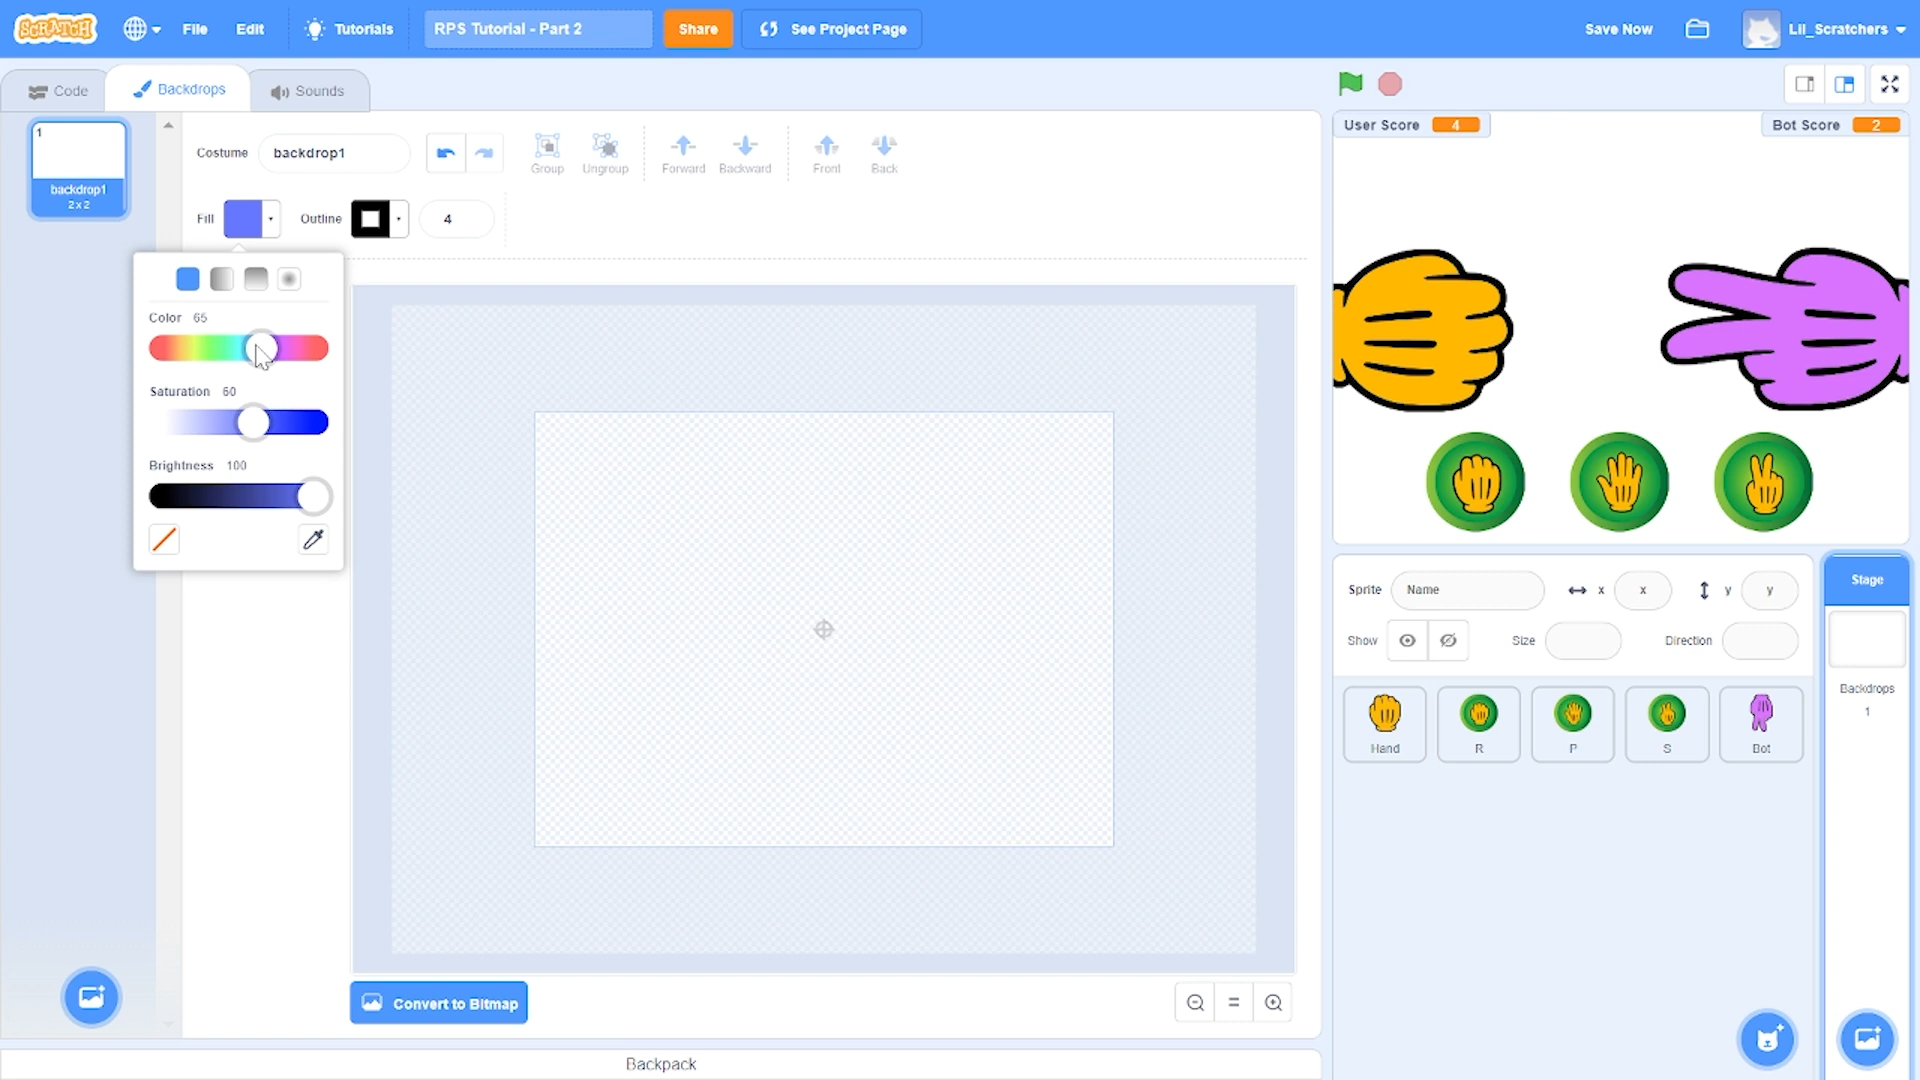 SCRATCH File Edit Tutorials RPS Tutorial - Part 2 Share See Project Page Save Now Lil_Scratchers
Code Backdrops Sounds
User Score 4 Bot Score 2
1
backdrop1
2 x 2
Costume backdrop1 Group Ungroup Forward Backward Front Back
Fill Outline 4
Color 65
Saturation 60
Brightness 100
Sprite Name x x y y
Show Size Direction
Stage
Backdrops
1
Hand R P S Bot
Convert to Bitmap
Backpack